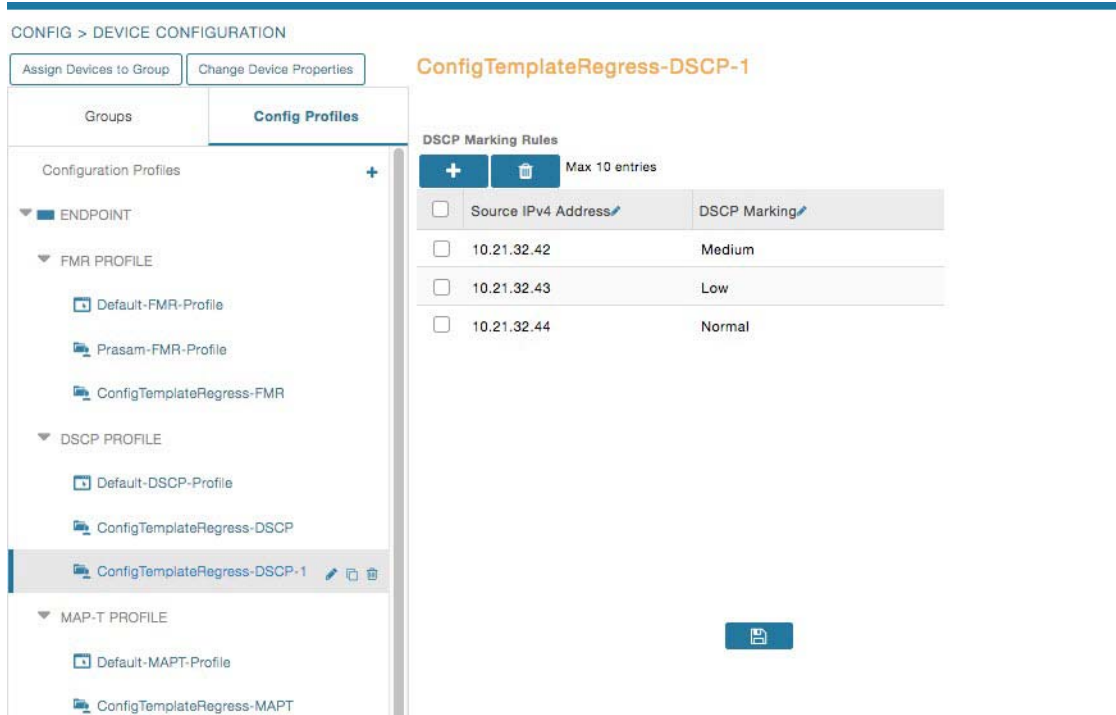 CONFIG > DEVICE CONFIGURATION
Assign Devices to Group
Change Device Properties
Groups
Config Profiles
Configuration Profiles
ENDPOINT
FMR PROFILE
Default-FMR-Profile
Prasam-FMR-Profile
ConfigTemplateRegress-FMR
DSCP PROFILE
Default-DSCP-Profile
ConfigTemplateRegress-DSCP
ConfigTemplateRegress-DSCP-1
MAP-T PROFILE
Default-MAPT-Profile
ConfigTemplateRegress-MAPT
ConfigTemplateRegress-DSCP-1
DSCP Marking Rules
Max 10 entries
Source IPv4 Address DSCP Marking
10.21.32.42 Medium
10.21.32.43 Low
10.21.32.44 Normal